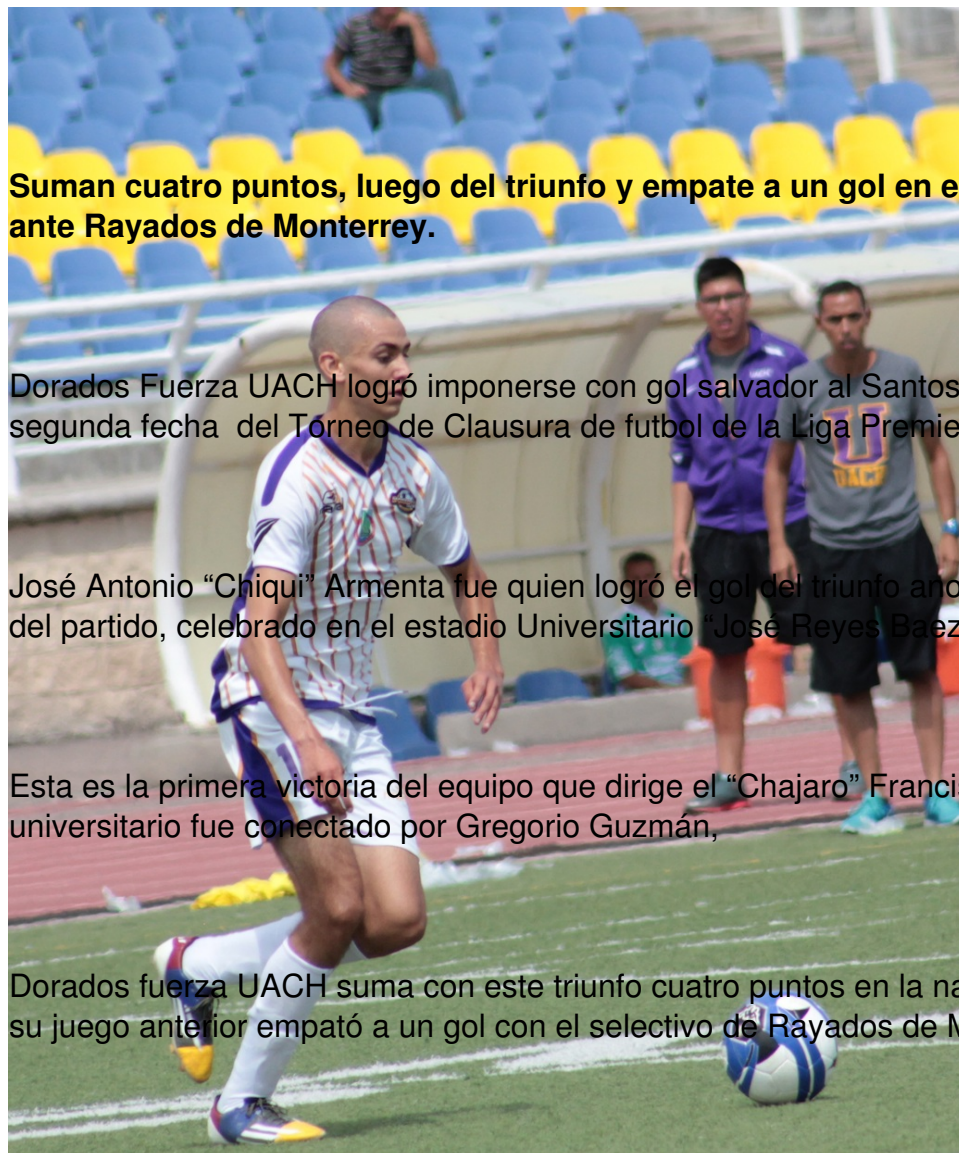 Suman cuatro puntos, luego del triunfo y empate a un gol en e
ante Rayados de Monterrey.
Dorados Fuerza UACH logró imponerse con gol salvador al Santos
segunda fecha del Torneo de Clausura de futbol de la Liga Premie
José Antonio “Chiqui” Armenta fue quien logró el gol del triunfo ano
del partido, celebrado en el estadio Universitario “José Reyes Baez
Esta es la primera victoria del equipo que dirige el “Chajaro” Francis
universitario fue conectado por Gregorio Guzmán,
Dorados fuerza UACH suma con este triunfo cuatro puntos en la na
su juego anterior empató a un gol con el selectivo de Rayados de M
U
UACH